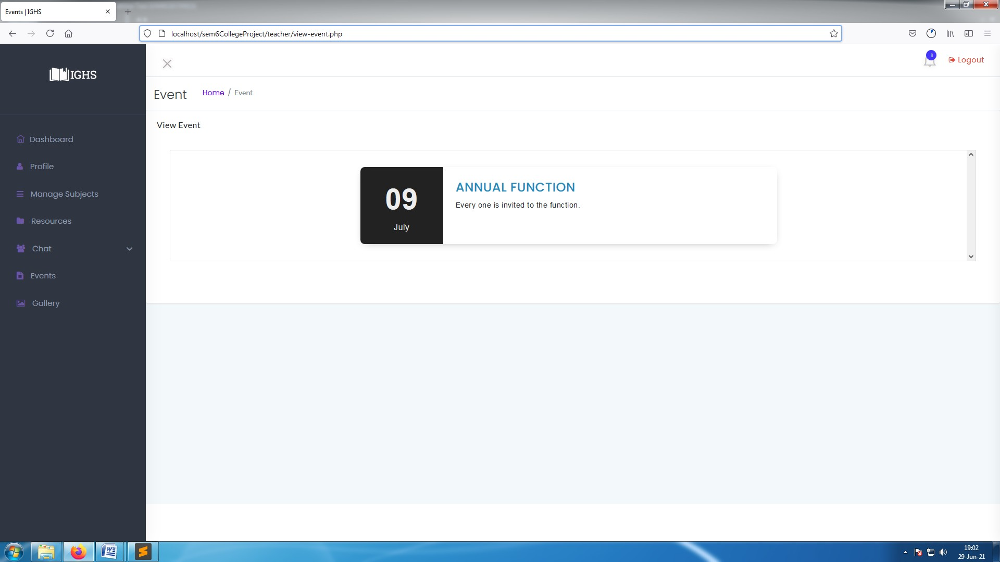 Events | IGHS
localhost/sem6CollegeProject/teacher/view-event.php
IGHS
1
Logout
Event
Home / Event
View Event
Dashboard
Profile
Manage Subjects
Resources
Chat
Events
Gallery
09
July
ANNUAL FUNCTION
Every one is invited to the function.
19:02
29-Jun-21